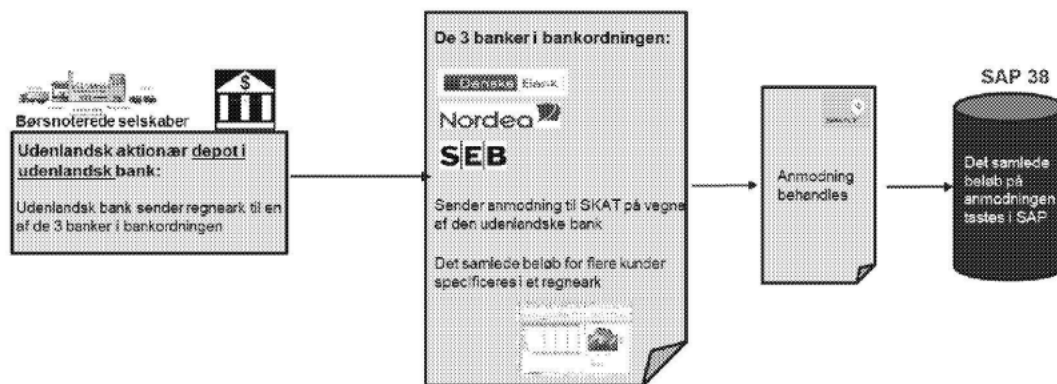 Børsnoterede selskaber
$
Udenlandsk aktionær depot i
udenlandsk bank:
Udenlandsk bank sender regneark til en
af de 3 banker i bankordningen
De 3 banker i bankordningen:
Danske Bank
Nordea
SEB
Sender anmodning til SKAT på vegne
af den udenlandske bank
Det samlede beløb for flere kunder
specificeres i et regneark
Anmodning
behandles
SAP 38
Det samlede
beløb på
anmodningen
tastes i SAP